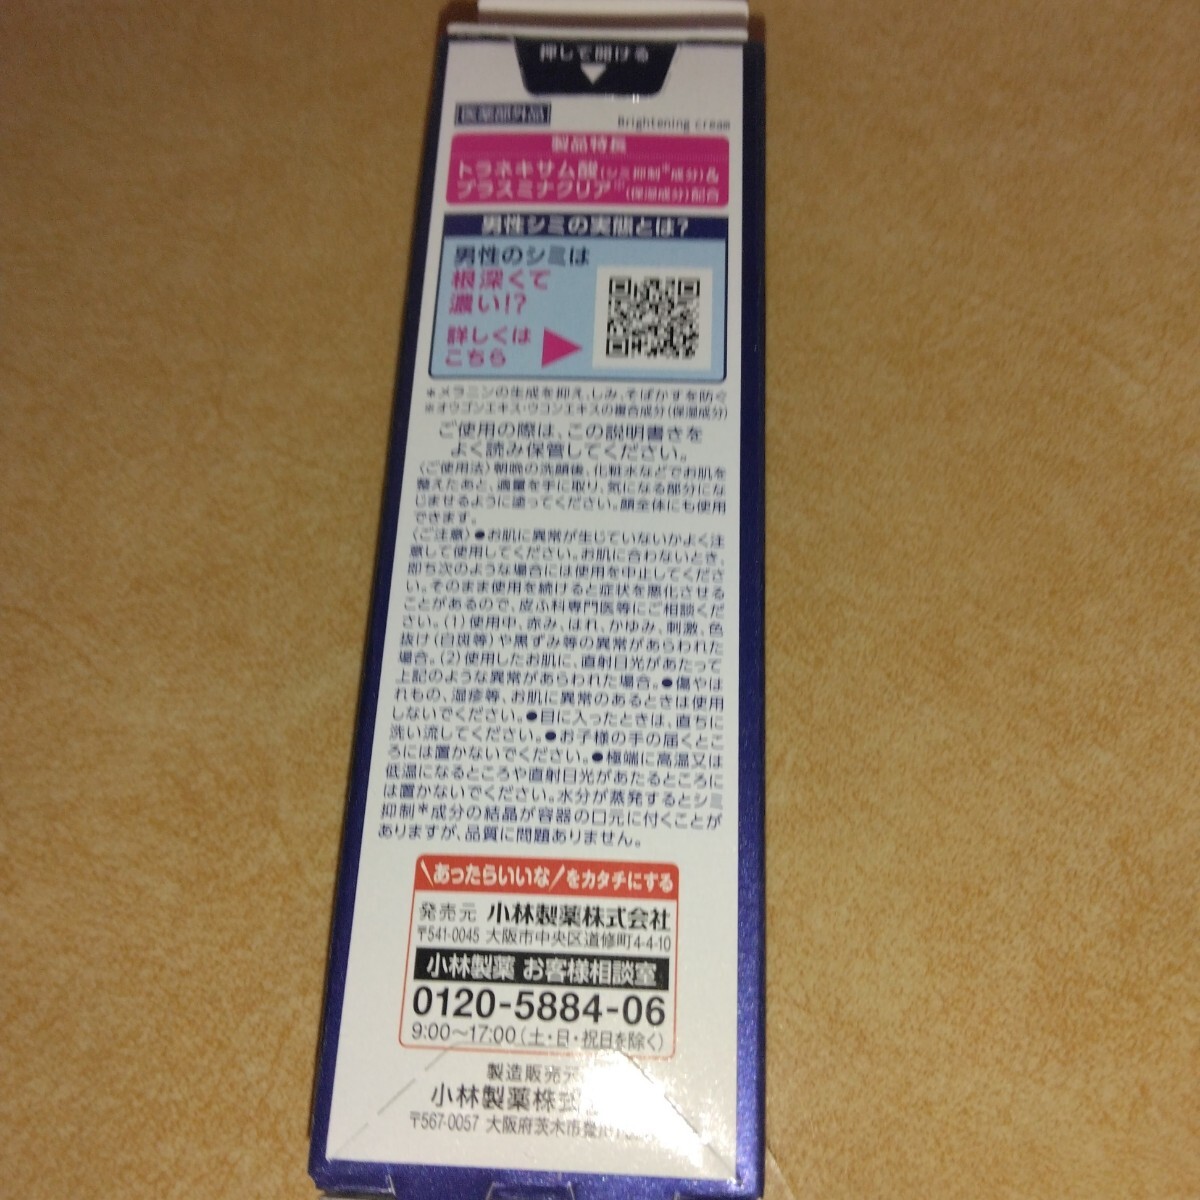 押して開ける
医薬部外品
Brightening cream
製品特長
トラネキサム酸(シミ抑制＊成分)&
プラスミナクリア※(保湿成分)配合
男性シミの実態とは?
男性のシミは
根深くて
濃い!?
詳しくは
こちら
＊メラニンの生成を抑え、しみ、そばかすを防ぐ
※オウゴンエキス・ウコンエキスの複合成分(保湿成分)
ご使用の際は、この説明書きを
よく読み保管してください。
〈ご使用法〉朝晩の洗顔後、化粧水などでお肌を
整えたあと、適量を手に取り、気になる部分にな
じませるように塗ってください。顔全体にも使用
できます。
〈ご注意〉●お肌に異常が生じていないかよく注
意して使用してください。お肌に合わないとき、
即ち次のような場合には使用を中止してくださ
い。そのまま使用を続けると症状を悪化させる
ことがあるので、皮ふ科専門医等にご相談くだ
さい。(1)使用中、赤み、はれ、かゆみ、刺激、色
抜け(白斑等)や黒ずみ等の異常があらわれた
場合。(2)使用したお肌に、直射日光があたって
上記のような異常があらわれた場合。●傷やは
れもの、湿疹等、お肌に異常のあるときは使用
しないでください。●目に入ったときは、直ちに
洗い流してください。●お子様の手の届くとこ
ろには置かないでください。●極端に高温又は
低温になるところや直射日光があたるところに
は置かないでください。水分が蒸発するとシミ
抑制＊成分の結晶が容器の口元に付くことが
ありますが、品質に問題ありません。
\あったらいいな/をカタチにする
発売元 小林製薬株式会社
〒541-0045 大阪市中央区道修町4-4-10
小林製薬 お客様相談室
0120-5884-06
9:00〜17:00(土・日・祝日を除く)
製造販売元
小林製薬株式
〒567-0057 大阪府茨木市豊川